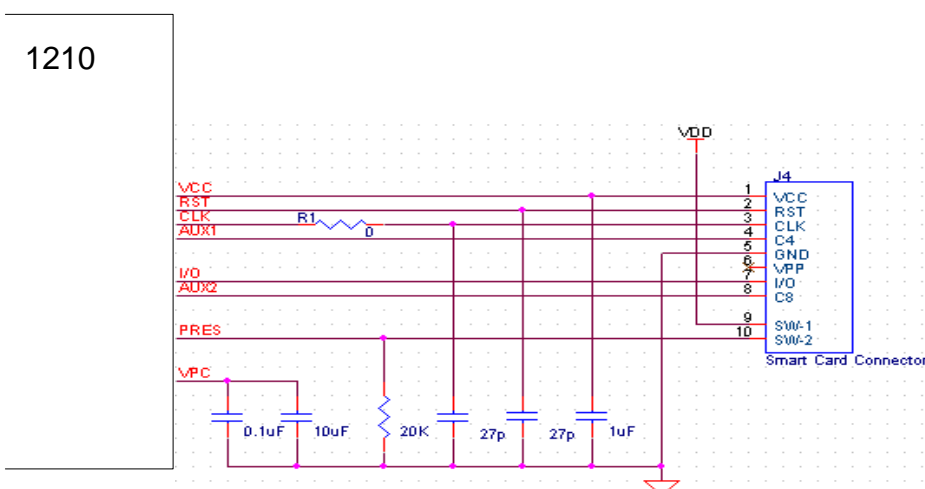 1210
VDD
J4
VCC 1 VCC
RST 2 RST
CLK R1 0 3 CLK
AUX1 4 C4
5 GND
6 VPP
I/O 7 I/O
AUX2 8 C8
9 SW-1
PRES 10 SW-2
Smart Card Connector
VPC
0.1uF 10uF 20K 27p 27p 1uF